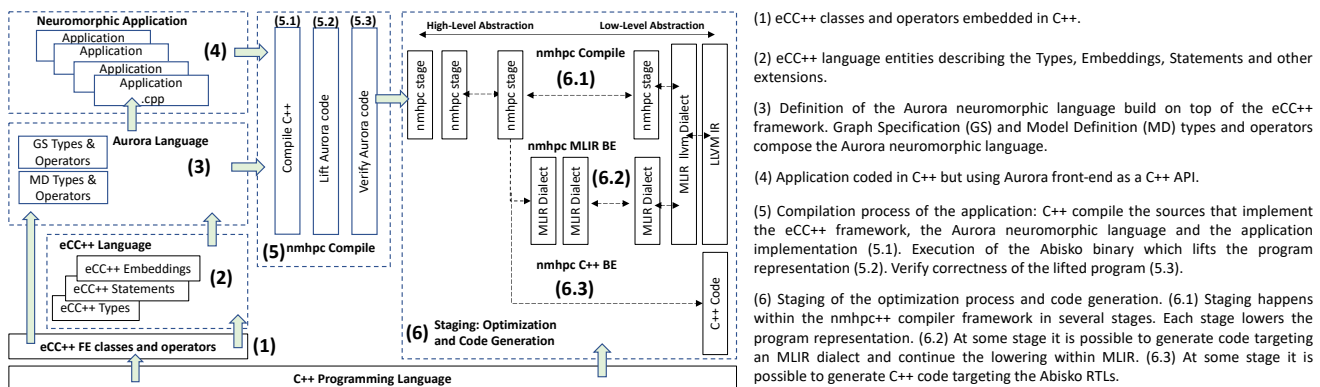 Neuromorphic Application
Application
Application
Application
Application
.cpp
(4)
Aurora Language
GS Types &
Operators
MD Types &
Operators
(3)
eCC++ Language
eCC++ Embeddings
eCC++ Statements
eCC++ Types
(2)
eCC++ FE classes and operators
(1)
C++ Programming Language
(5.1)
(5.2)
(5.3)
Compile C++
Lift Aurora code
Verify Aurora code
(5) nmhpc Compile
High-Level Abstraction
Low-Level Abstraction
nmhpc Compile
(6.1)
nmhpc stage
nmhpc stage
nmhpc stage
nmhpc stage
MLIR llvm Dialect
LLVM IR
nmhpc MLIR BE
(6.2)
MLIR Dialect
MLIR Dialect
MLIR Dialect
nmhpc C++ BE
(6.3)
C++ Code
(6) Staging: Optimization
and Code Generation
(1) eCC++ classes and operators embedded in C++.
(2) eCC++ language entities describing the Types, Embeddings, Statements and other
extensions.
(3) Definition of the Aurora neuromorphic language build on top of the eCC++
framework. Graph Specification (GS) and Model Definition (MD) types and operators
compose the Aurora neuromorphic language.
(4) Application coded in C++ but using Aurora front-end as a C++ API.
(5) Compilation process of the application: C++ compile the sources that implement
the eCC++ framework, the Aurora neuromorphic language and the application
implementation (5.1). Execution of the Abisko binary which lifts the program
representation (5.2). Verify correctness of the lifted program (5.3).
(6) Staging of the optimization process and code generation. (6.1) Staging happens
within the nmhpc++ compiler framework in several stages. Each stage lowers the
program representation. (6.2) At some stage it is possible to generate code targeting
an MLIR dialect and continue the lowering within MLIR. (6.3) At some stage it is
possible to generate C++ code targeting the Abisko RTLs.